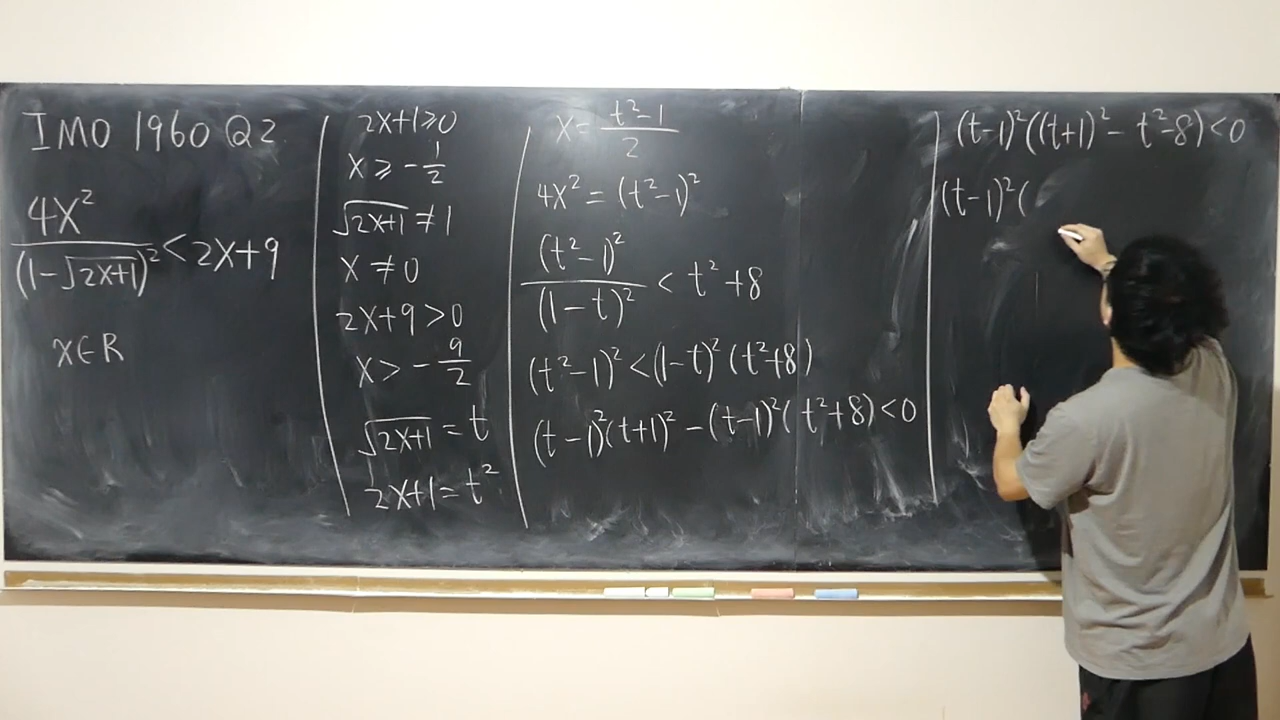 IMO 1960 Q2
4X²
(1-√2X+1)² < 2X+9
x∈R
2X+1≥0
X ≥ -1/2
√2X+1 ≠ 1
X ≠ 0
2X+9>0
X > -9/2
√2X+1 = t
2X+1 = t²
X = t²-1/2
4X² = (t²-1)²
(t²-1)²
(1-t)² < t²+8
(t²-1)² < (1-t)²(t²+8)
(t-1)²(t+1)² - (t-1)²(t²+8) < 0
(t-1)²((t+1)² - t²-8) < 0
(t-1)²(